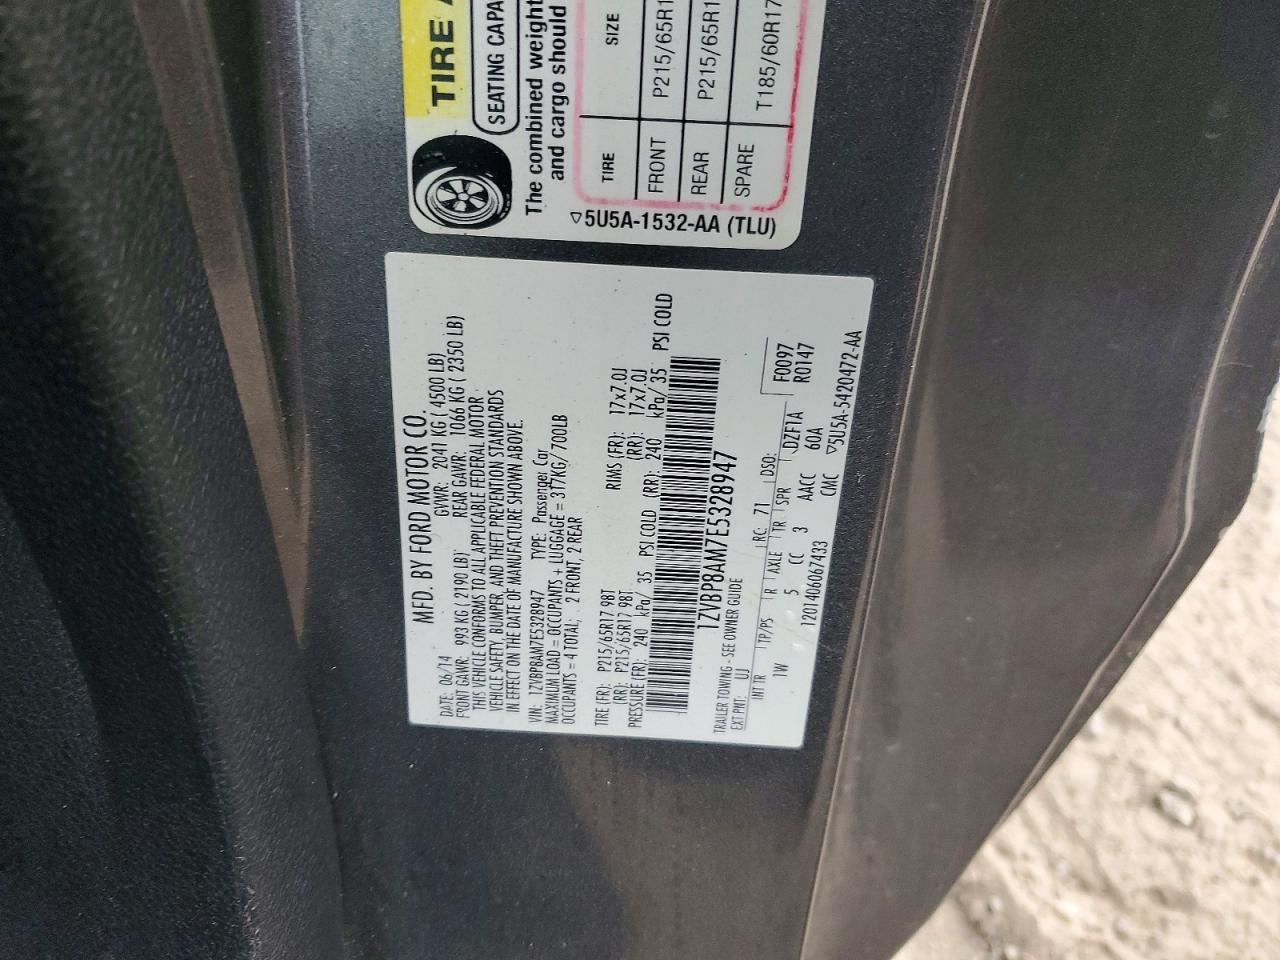 TIRE
SEATING CAPA
The combined weight
and cargo should
TIRE SIZE
FRONT P215/65R1
REAR P215/65R1
SPARE T185/60R17
▽5U5A-1532-AA (TLU)
MFD. BY FORD MOTOR CO.
DATE: 06/14 GVWR: 2041 KG ( 4500 LB)
FRONT GAWR: 993 KG ( 2190 LB) REAR GAWR: 1066 KG ( 2350 LB)
THIS VEHICLE CONFORMS TO ALL APPLICABLE FEDERAL MOTOR
VEHICLE SAFETY, BUMPER, AND THEFT PREVENTION STANDARDS
IN EFFECT ON THE DATE OF MANUFACTURE SHOWN ABOVE.
VIN: 1ZVBP8AM7E5328947 TYPE: Passenger Car
MAXIMUM LOAD = OCCUPANTS + LUGGAGE = 317KG/700LB
OCCUPANTS = 4 TOTAL; 2 FRONT, 2 REAR
TIRE (FR): P215/65R17 98T RIMS (FR): 17x7.0J
(RR): P215/65R17 98T (RR): 17x7.0J
PRESSURE (FR): 240 kPa/ 35 PSI COLD (RR): 240 kPa/ 35 PSI COLD
1ZVBP8AM7E5328947
TRAILER TOWING - SEE OWNER GUIDE
EXT PNT: UJ RC: 71 DSO: F0097
R0147
INT TR TP/PS R AXLE TR SPR DZF1A
1W 5 CC 3 AACC 60A
1201406067433 CMC ▽5U5A-5420472-AA